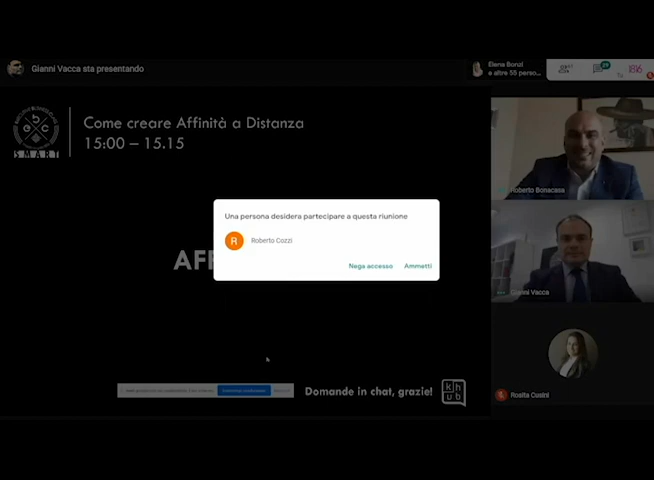 Gianni Vacca sta presentando
Elena Bonzi
e altre 55 perso...
29
Come creare Affinità a Distanza
15:00 – 15.15
SMART
Roberto Bonacasa
Una persona desidera partecipare a questa riunione
R
Roberto Cozzi
Nega accesso
Ammetti
AFF
Gianni Vacca
Domande in chat, grazie!
k h
u b
Rosita Cusini